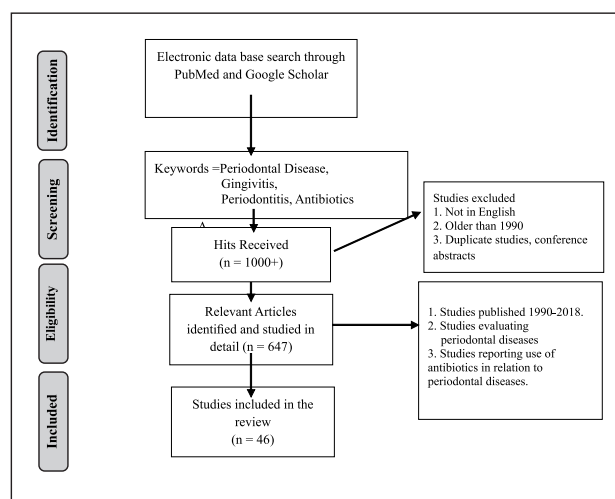 Identification
Electronic data base search through
PubMed and Google Scholar
Screening
Keywords =Periodontal Disease,
Gingivitis,
Periodontitis, Antibiotics
Hits Received
(n = 1000+)
Studies excluded
1. Not in English
2. Older than 1990
3. Duplicate studies, conference
abstracts
Eligibility
Relevant Articles
identified and studied in
detail (n = 647)
1. Studies published 1990-2018.
2. Studies evaluating
periodontal diseases
3. Studies reporting use of
antibiotics in relation to
periodontal diseases.
Included
Studies included in the
review
(n = 46)